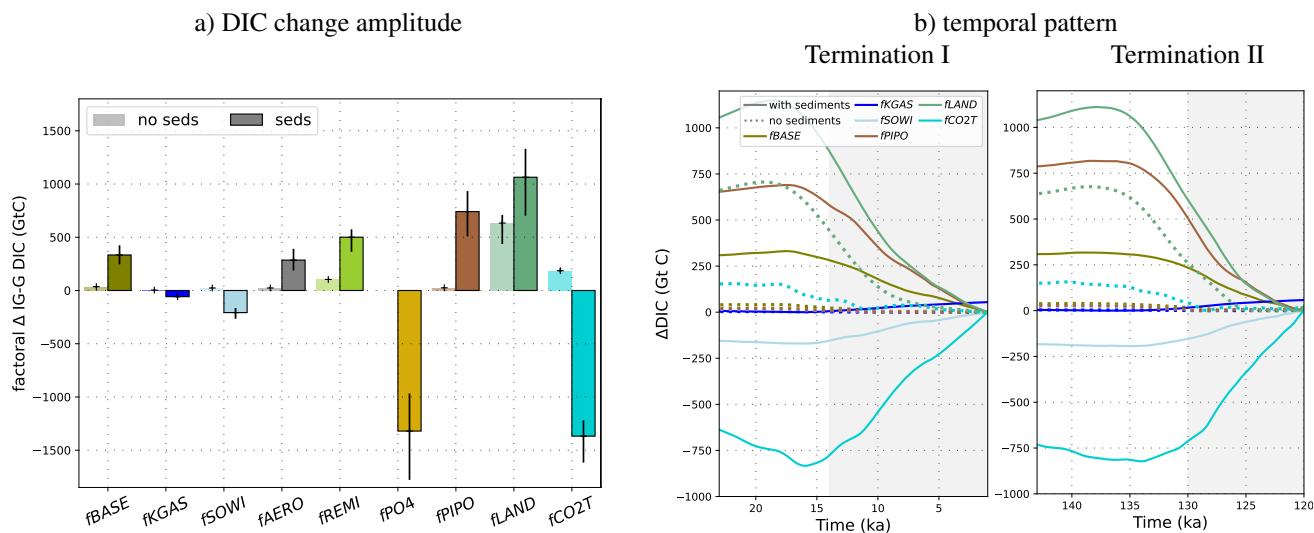 a) DIC change amplitude
factoral Δ IG-G DIC (GtC)
1500
1000
500
0
−500
−1000
−1500
no seds
seds
fBASE
fKGAS
fSOWI
fAERO
fREMI
fPO4
fPIPO
fLAND
fCO2T
b) temporal pattern
Termination I
Termination II
ΔDIC (Gt C)
1000
750
500
250
0
−250
−500
−750
−1000
with sediments
no sediments
fBASE
fKGAS
fSOWI
fPIPO
fLAND
fCO2T
20
15
10
5
Time (ka)
1000
750
500
250
0
−250
−500
−750
−1000
140
135
130
125
120
Time (ka)